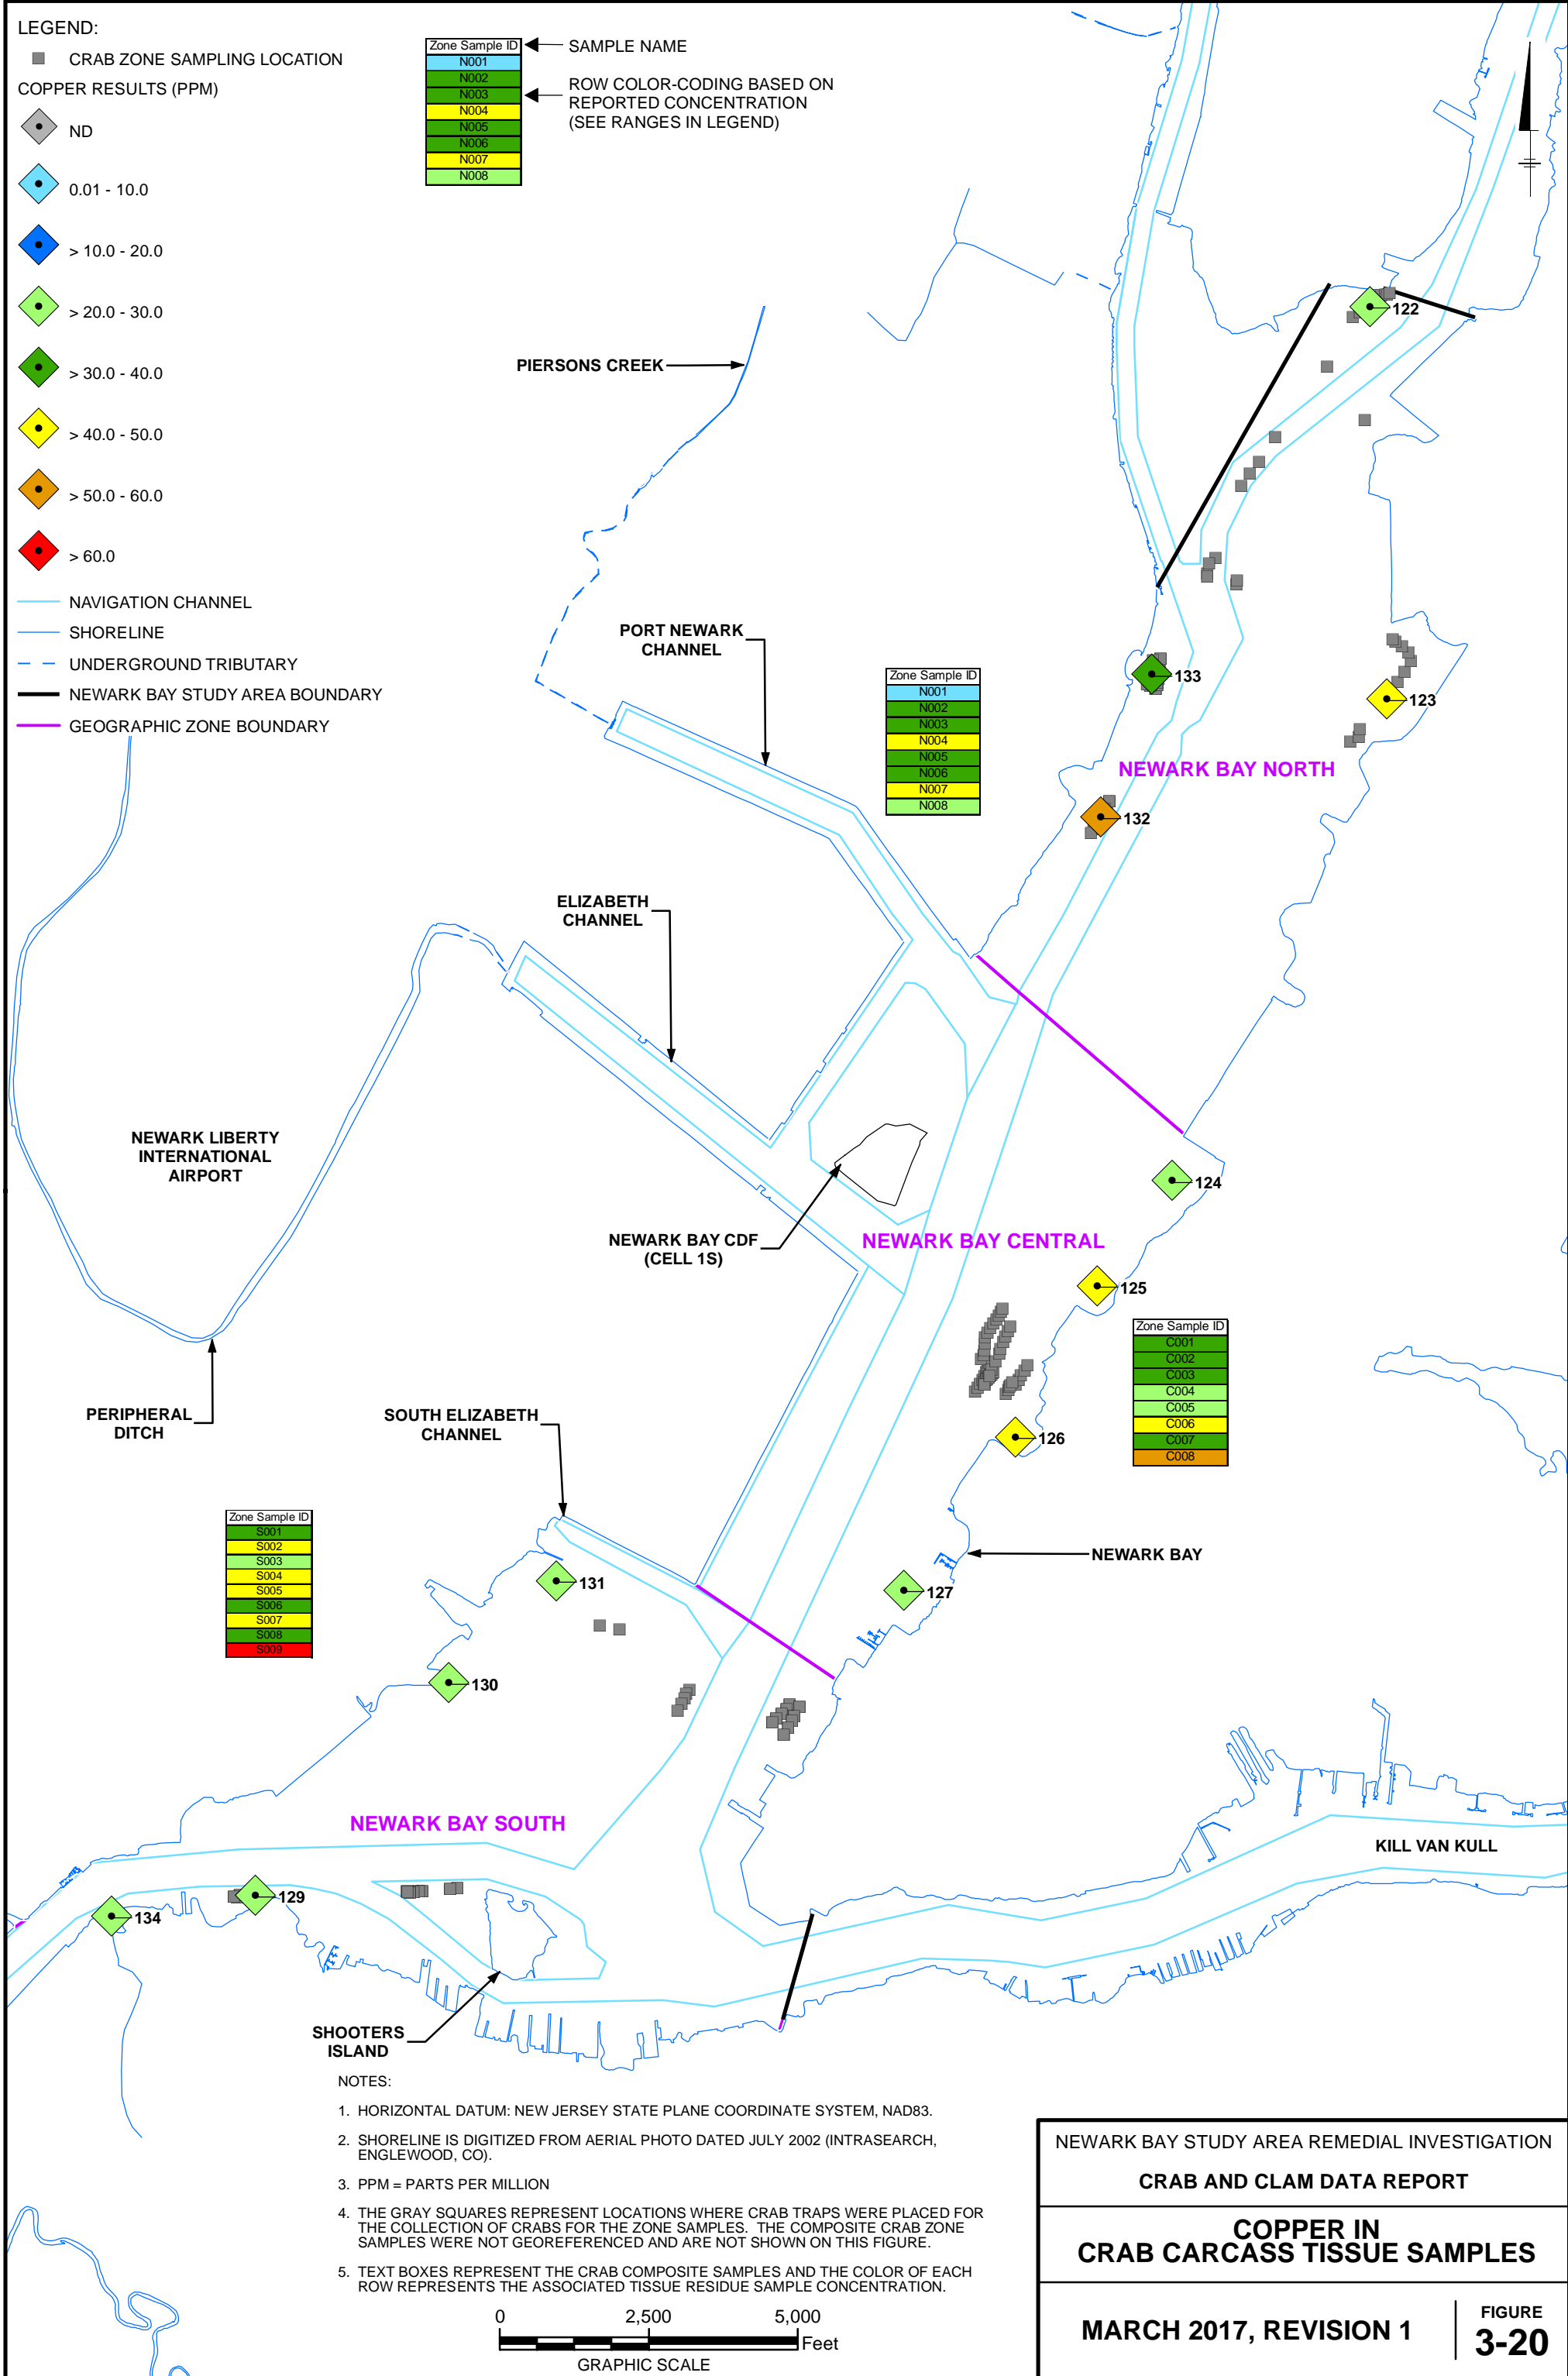 LEGEND:
CRAB ZONE SAMPLING LOCATION
COPPER RESULTS (PPM)
ND
0.01 - 10.0
> 10.0 - 20.0
> 20.0 - 30.0
> 30.0 - 40.0
> 40.0 - 50.0
> 50.0 - 60.0
> 60.0
NAVIGATION CHANNEL
SHORELINE
UNDERGROUND TRIBUTARY
NEWARK BAY STUDY AREA BOUNDARY
GEOGRAPHIC ZONE BOUNDARY
Zone Sample ID
N001
N002
N003
N004
N005
N006
N007
N008
SAMPLE NAME
ROW COLOR-CODING BASED ON
REPORTED CONCENTRATION
(SEE RANGES IN LEGEND)
122
PIERSONS CREEK
PORT NEWARK
CHANNEL
Zone Sample ID
N001
N002
N003
N004
N005
N006
N007
N008
133
123
NEWARK BAY NORTH
132
ELIZABETH
CHANNEL
NEWARK LIBERTY
INTERNATIONAL
AIRPORT
124
NEWARK BAY CDF
(CELL 1S)
NEWARK BAY CENTRAL
125
Zone Sample ID
C001
C002
C003
C004
C005
C006
C007
C008
PERIPHERAL
DITCH
SOUTH ELIZABETH
CHANNEL
126
Zone Sample ID
S001
S002
S003
S004
S005
S006
S007
S008
S009
NEWARK BAY
131
127
130
NEWARK BAY SOUTH
KILL VAN KULL
129
134
SHOOTERS
ISLAND
NOTES:
1. HORIZONTAL DATUM: NEW JERSEY STATE PLANE COORDINATE SYSTEM, NAD83.
2. SHORELINE IS DIGITIZED FROM AERIAL PHOTO DATED JULY 2002 (INTRASEARCH,
ENGLEWOOD, CO).
3. PPM = PARTS PER MILLION
4. THE GRAY SQUARES REPRESENT LOCATIONS WHERE CRAB TRAPS WERE PLACED FOR
THE COLLECTION OF CRABS FOR THE ZONE SAMPLES. THE COMPOSITE CRAB ZONE
SAMPLES WERE NOT GEOREFERENCED AND ARE NOT SHOWN ON THIS FIGURE.
5. TEXT BOXES REPRESENT THE CRAB COMPOSITE SAMPLES AND THE COLOR OF EACH
ROW REPRESENTS THE ASSOCIATED TISSUE RESIDUE SAMPLE CONCENTRATION.
0 2,500 5,000
Feet
GRAPHIC SCALE
NEWARK BAY STUDY AREA REMEDIAL INVESTIGATION
CRAB AND CLAM DATA REPORT
COPPER IN
CRAB CARCASS TISSUE SAMPLES
MARCH 2017, REVISION 1
FIGURE
3-20